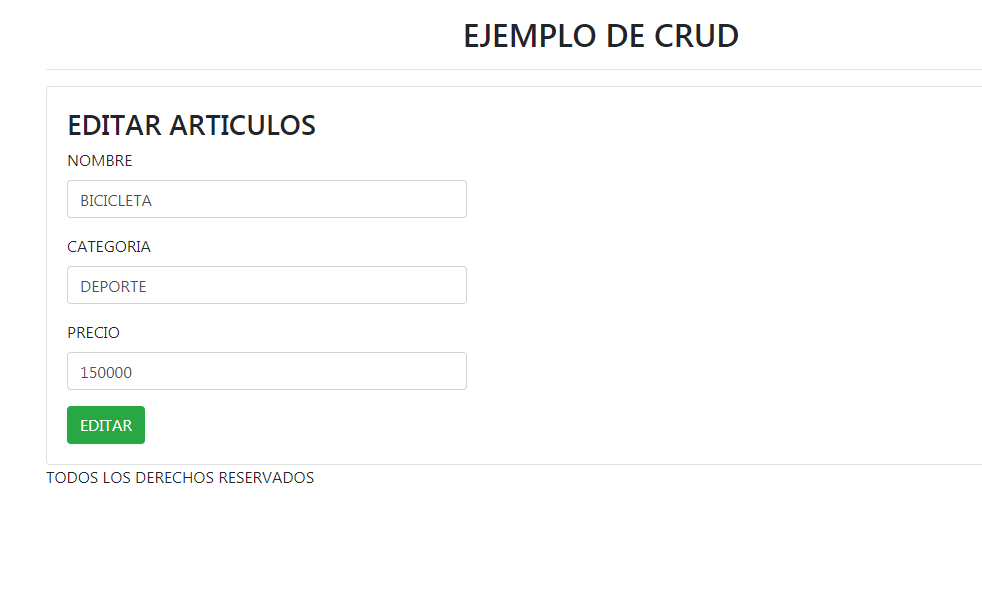 EJEMPLO DE CRUD
EDITAR ARTICULOS
NOMBRE
BICICLETA
CATEGORIA
DEPORTE
PRECIO
150000
EDITAR
TODOS LOS DERECHOS RESERVADOS